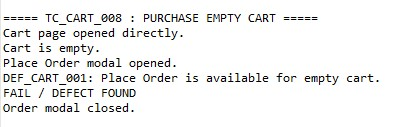 ===== TC_CART_008 : PURCHASE EMPTY CART =====
Cart page opened directly.
Cart is empty.
Place Order modal opened.
DEF_CART_001: Place Order is available for empty cart.
FAIL / DEFECT FOUND
Order modal closed.